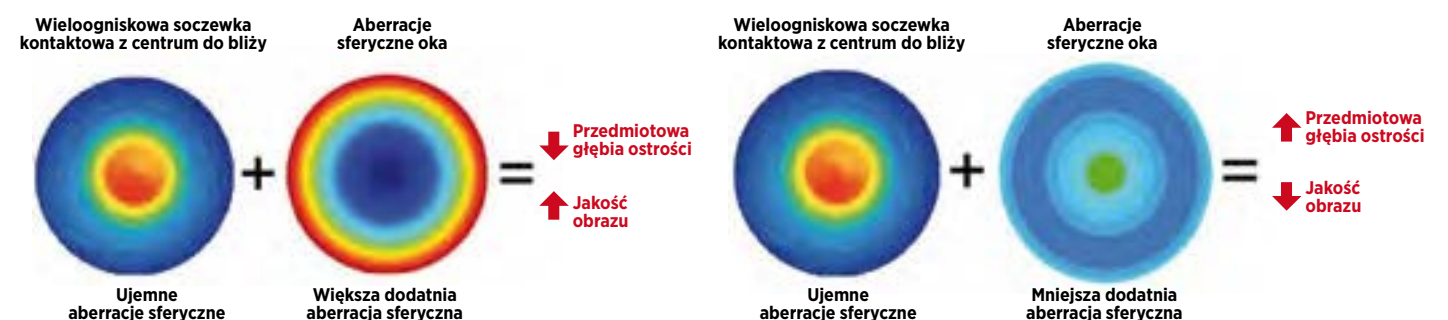 Wieloogniskowa soczewka
kontaktowa z centrum do bliży
Aberracje
sferyczne oka
+
=
Przedmiotowa
głębia ostrości
Jakość
obrazu
Ujemne
aberracje sferyczne
Większa dodatnia
aberracja sferyczna
Wieloogniskowa soczewka
kontaktowa z centrum do bliży
Aberracje
sferyczne oka
+
=
Przedmiotowa
głębia ostrości
Jakość
obrazu
Ujemne
aberracje sferyczne
Mniejsza dodatnia
aberracja sferyczna